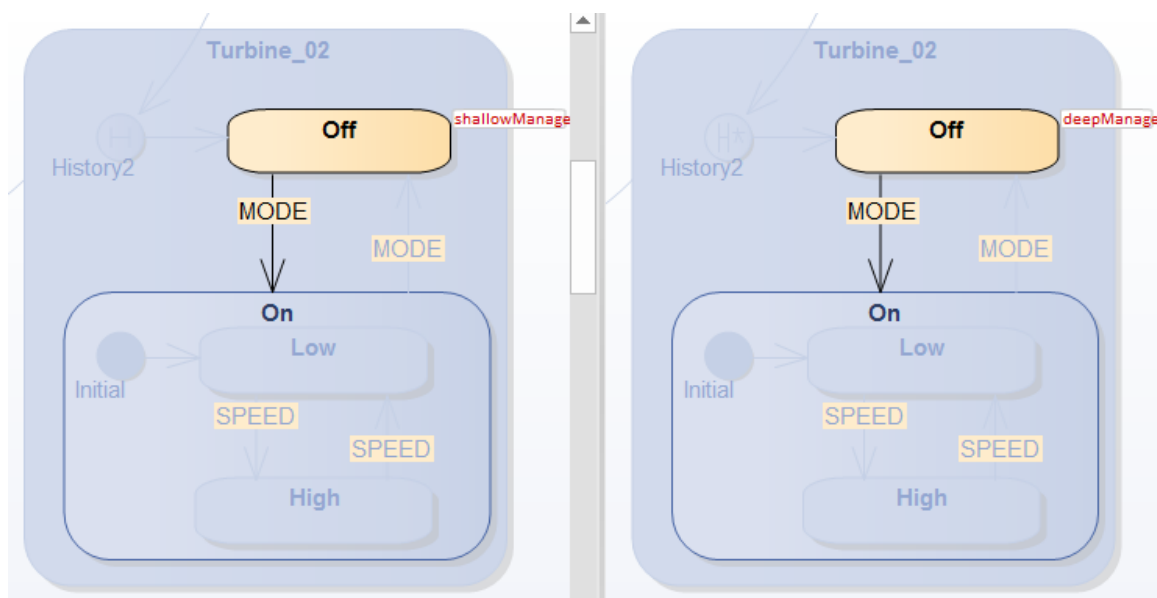 Turbine_02
H
Off
shallowManage
History2
MODE
MODE
On
Initial
Low
SPEED
SPEED
High
Turbine_02
H*
Off
deepManage
History2
MODE
MODE
On
Initial
Low
SPEED
SPEED
High